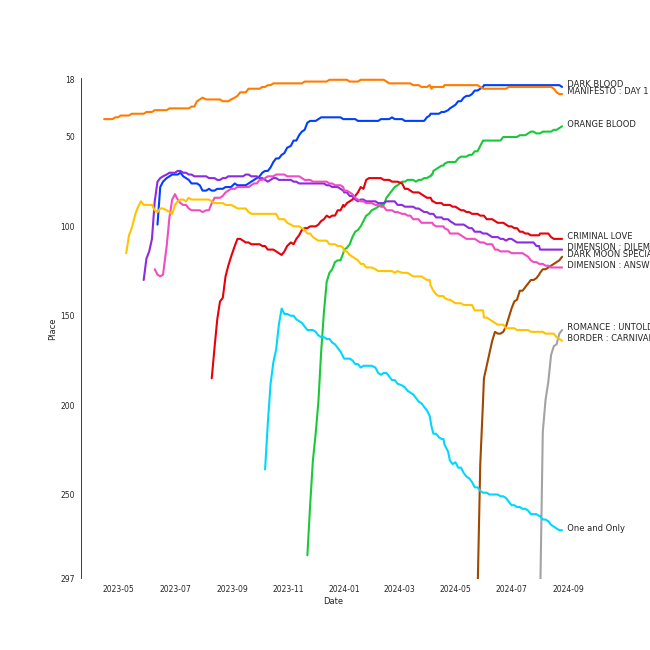 18
50
100
150
200
250
297
Place
2023-05
2023-07
2023-09
2023-11
2024-01
2024-03
2024-05
2024-07
2024-09
Date
DARK BLOOD
MANIFESTO : DAY 1
ORANGE BLOOD
CRIMINAL LOVE
DIMENSION : DILEM
DARK MOON SPECIA
DIMENSION : ANSW
ROMANCE : UNTOLD
BORDER : CARNIVAL
One and Only